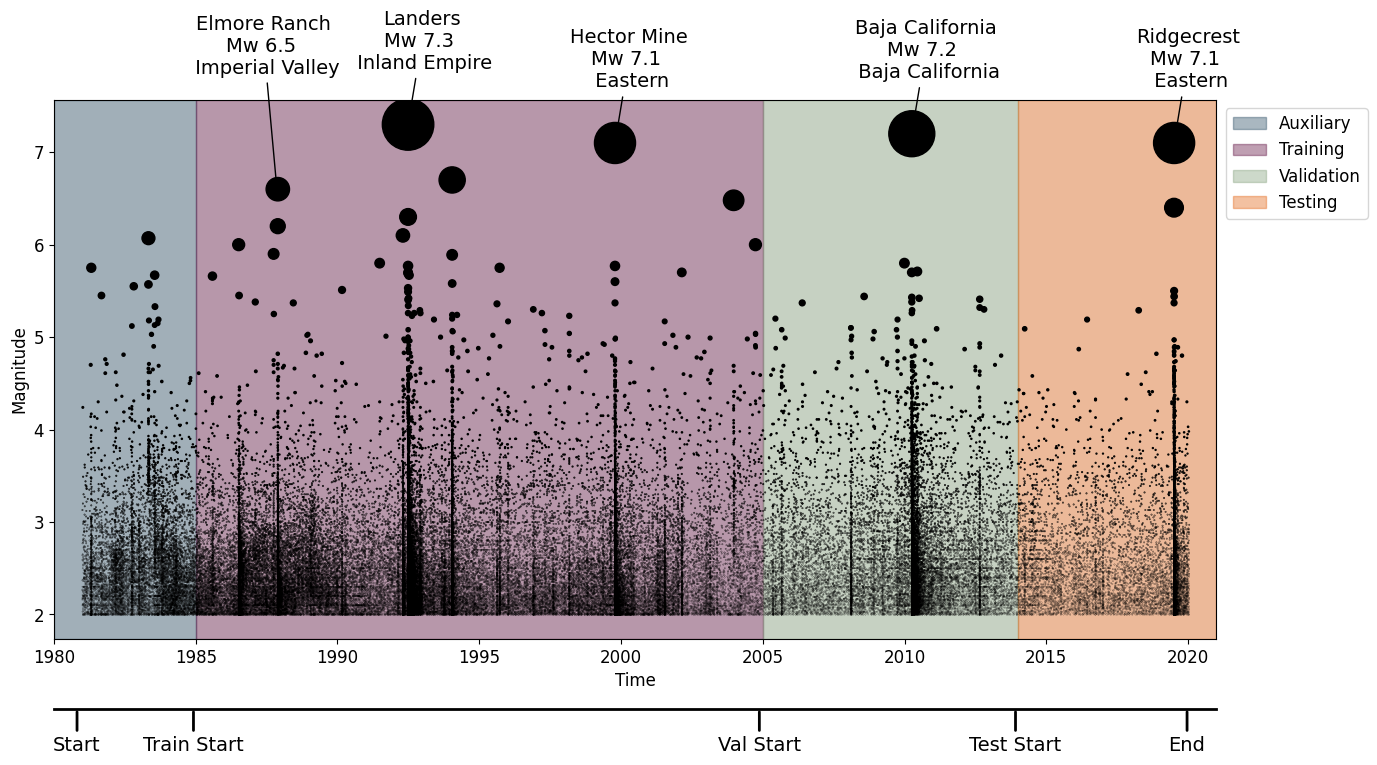 Elmore Ranch
Mw 6.5
Imperial Valley
Landers
Mw 7.3
Inland Empire
Hector Mine
Mw 7.1
Eastern
Baja California
Mw 7.2
Baja California
Ridgecrest
Mw 7.1
Eastern
Auxiliary
Training
Validation
Testing
Magnitude
7
6
5
4
3
2
1980
1985
1990
1995
2000
2005
2010
2015
2020
Time
Start
Train Start
Val Start
Test Start
End